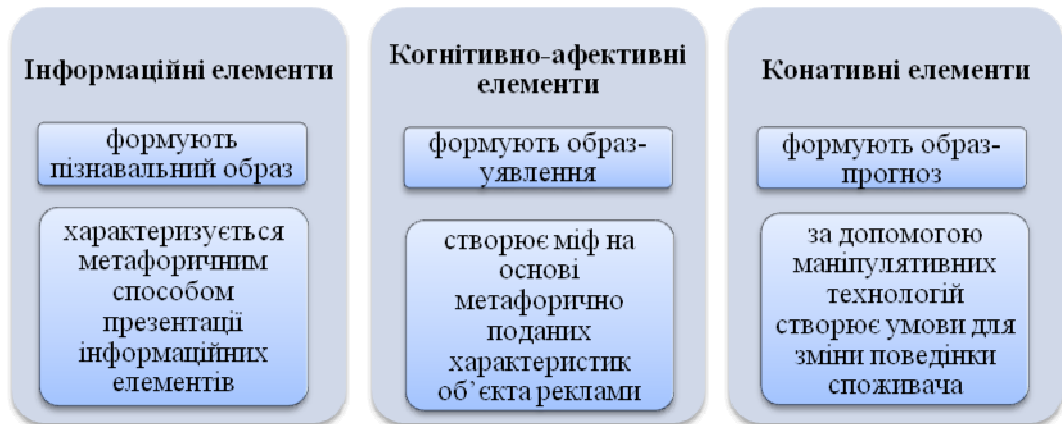 Інформаційні елементи
формують
пізнавальний образ
характеризується
метафоричним
способом
презентації
інформаційних
елементів
Когнітивно-афективні
елементи
формують образ-
уявлення
створює міф на
основі
метафорично
поданих
характеристик
об’єкта реклами
Конативні елементи
формують образ-
прогноз
за допомогою
маніпулятивних
технологій
створює умови для
зміни поведінки
споживача